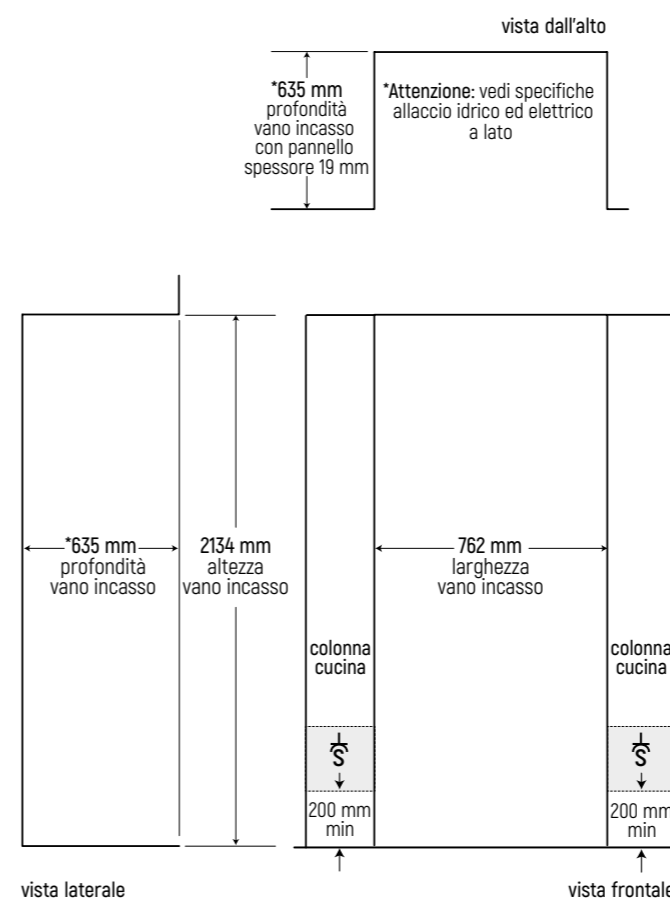 vista dall'alto
*635 mm
profondità
vano incasso
con pannello
spessore 19 mm
*Attenzione: vedi specifiche
allaccio idrico ed elettrico
a lato
*635 mm
profondità
vano incasso
2134 mm
altezza
vano incasso
762 mm
larghezza
vano incasso
colonna
cucina
colonna
cucina
S
S
200 mm
min
200 mm
min
vista laterale
vista frontale